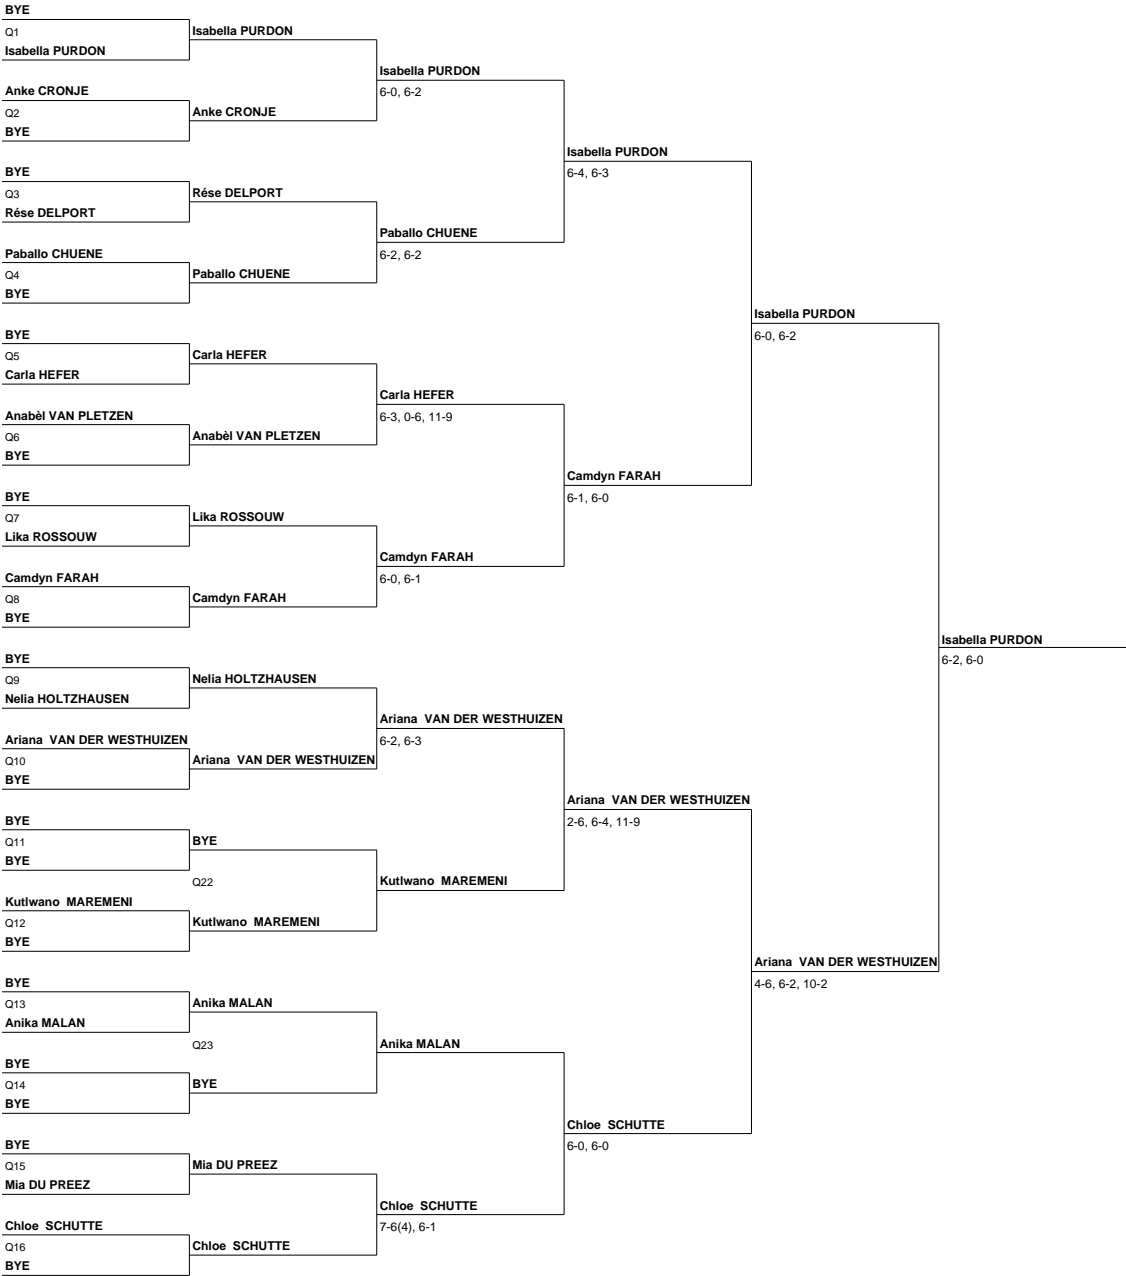 BYE
Q1
Isabella PURDON
Isabella PURDON
Isabella PURDON
6-0, 6-2
Anke CRONJE
Q2
Anke CRONJE
BYE
Isabella PURDON
6-4, 6-3
BYE
Q3
Rése DELPORT
Rése DELPORT
Paballo CHUENE
6-2, 6-2
Paballo CHUENE
Q4
Paballo CHUENE
BYE
Isabella PURDON
6-0, 6-2
BYE
Q5
Carla HEFER
Carla HEFER
Carla HEFER
6-3, 0-6, 11-9
Anabèl VAN PLETZEN
Q6
Anabèl VAN PLETZEN
BYE
Camdyn FARAH
6-1, 6-0
BYE
Q7
Lika ROSSOUW
Lika ROSSOUW
Camdyn FARAH
6-0, 6-1
Camdyn FARAH
Q8
Camdyn FARAH
BYE
Isabella PURDON
6-2, 6-0
BYE
Q9
Nelia HOLTZHAUSEN
Nelia HOLTZHAUSEN
Ariana VAN DER WESTHUIZEN
6-2, 6-3
Ariana VAN DER WESTHUIZEN
Q10
Ariana VAN DER WESTHUIZEN
BYE
Ariana VAN DER WESTHUIZEN
2-6, 6-4, 11-9
BYE
Q11
BYE
BYE
Q22
Kutlwano MAREMENI
Kutlwano MAREMENI
Q12
Kutlwano MAREMENI
BYE
Ariana VAN DER WESTHUIZEN
4-6, 6-2, 10-2
BYE
Q13
Anika MALAN
Anika MALAN
Q23
Anika MALAN
BYE
Q14
BYE
BYE
Chloe SCHUTTE
6-0, 6-0
BYE
Q15
Mia DU PREEZ
Mia DU PREEZ
Chloe SCHUTTE
7-6(4), 6-1
Chloe SCHUTTE
Q16
Chloe SCHUTTE
BYE